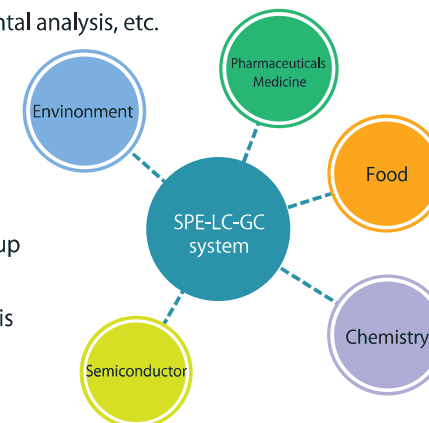 ntal analysis, etc.
Pharmaceuticals
Medicine
Envinonment
Food
SPE-LC-GC
system
up
is
Chemistry
Semiconductor